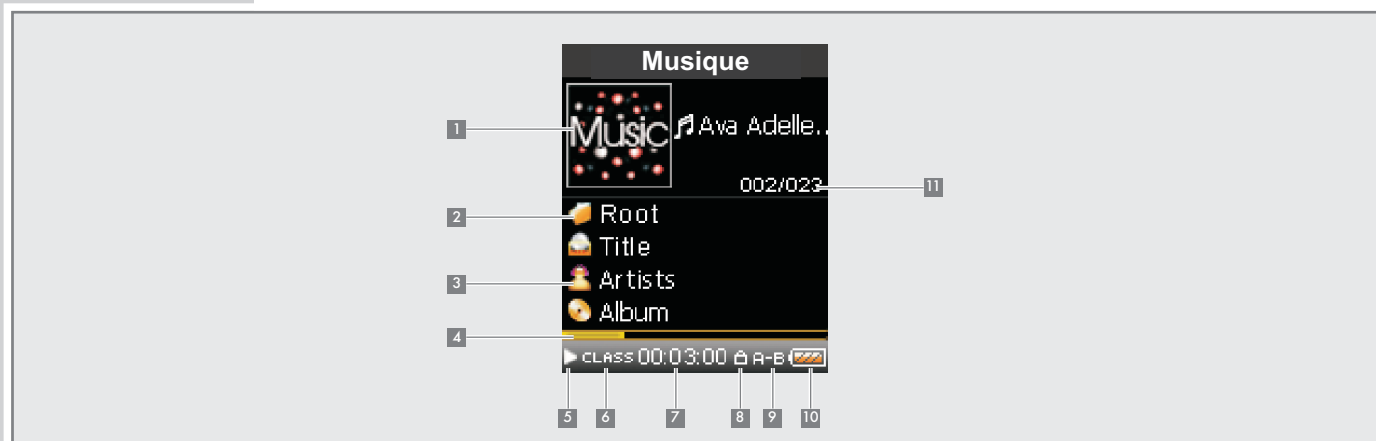 Musique
1
Music
Ava Adelle..
002/023
11
2
Root
Title
3
Artists
Album
4
CLASS 00:03:00 A-B
5 6 7 8 9 10